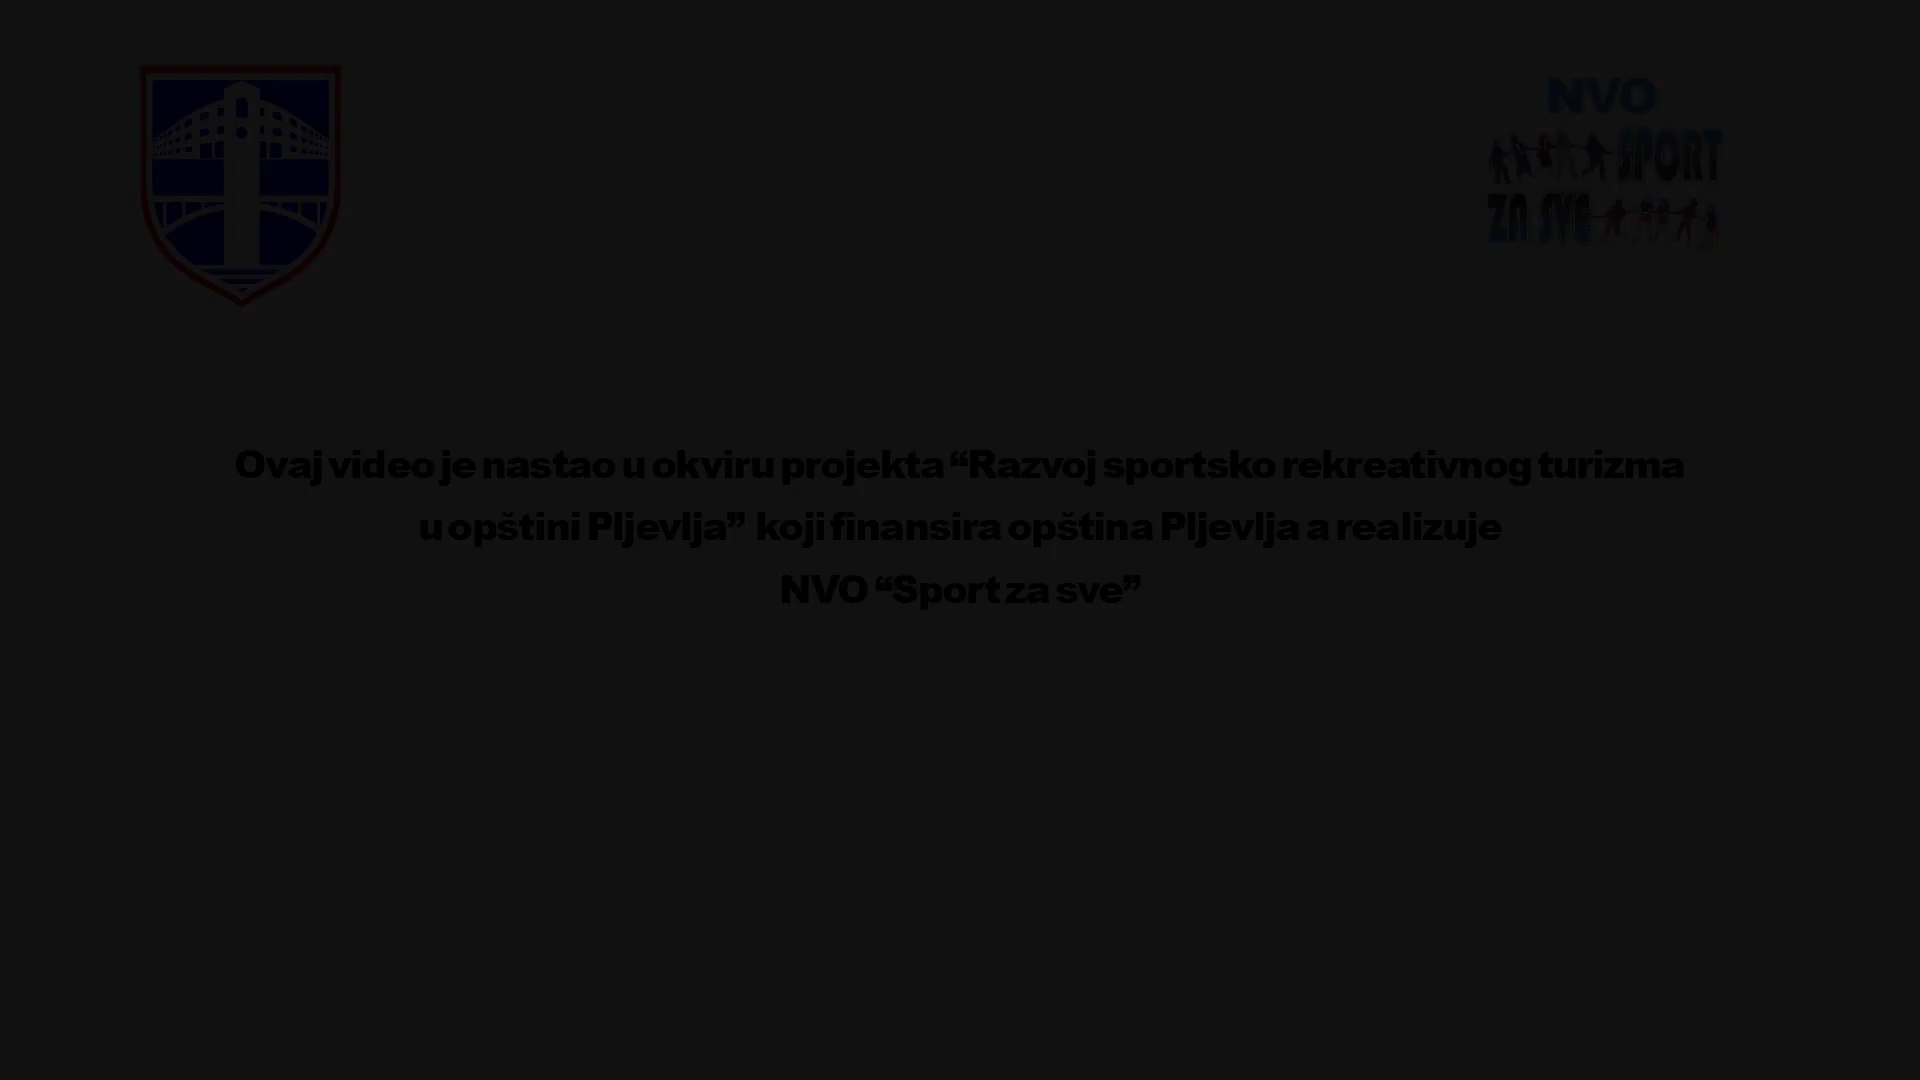 NVO
SPORT
ZA SVE
Ovaj video je nastao u okviru projekta “Razvoj sportsko rekreativnog turizma
u opštini Pljevlja” koji finansira opština Pljevlja a realizuje
NVO “Sport za sve”